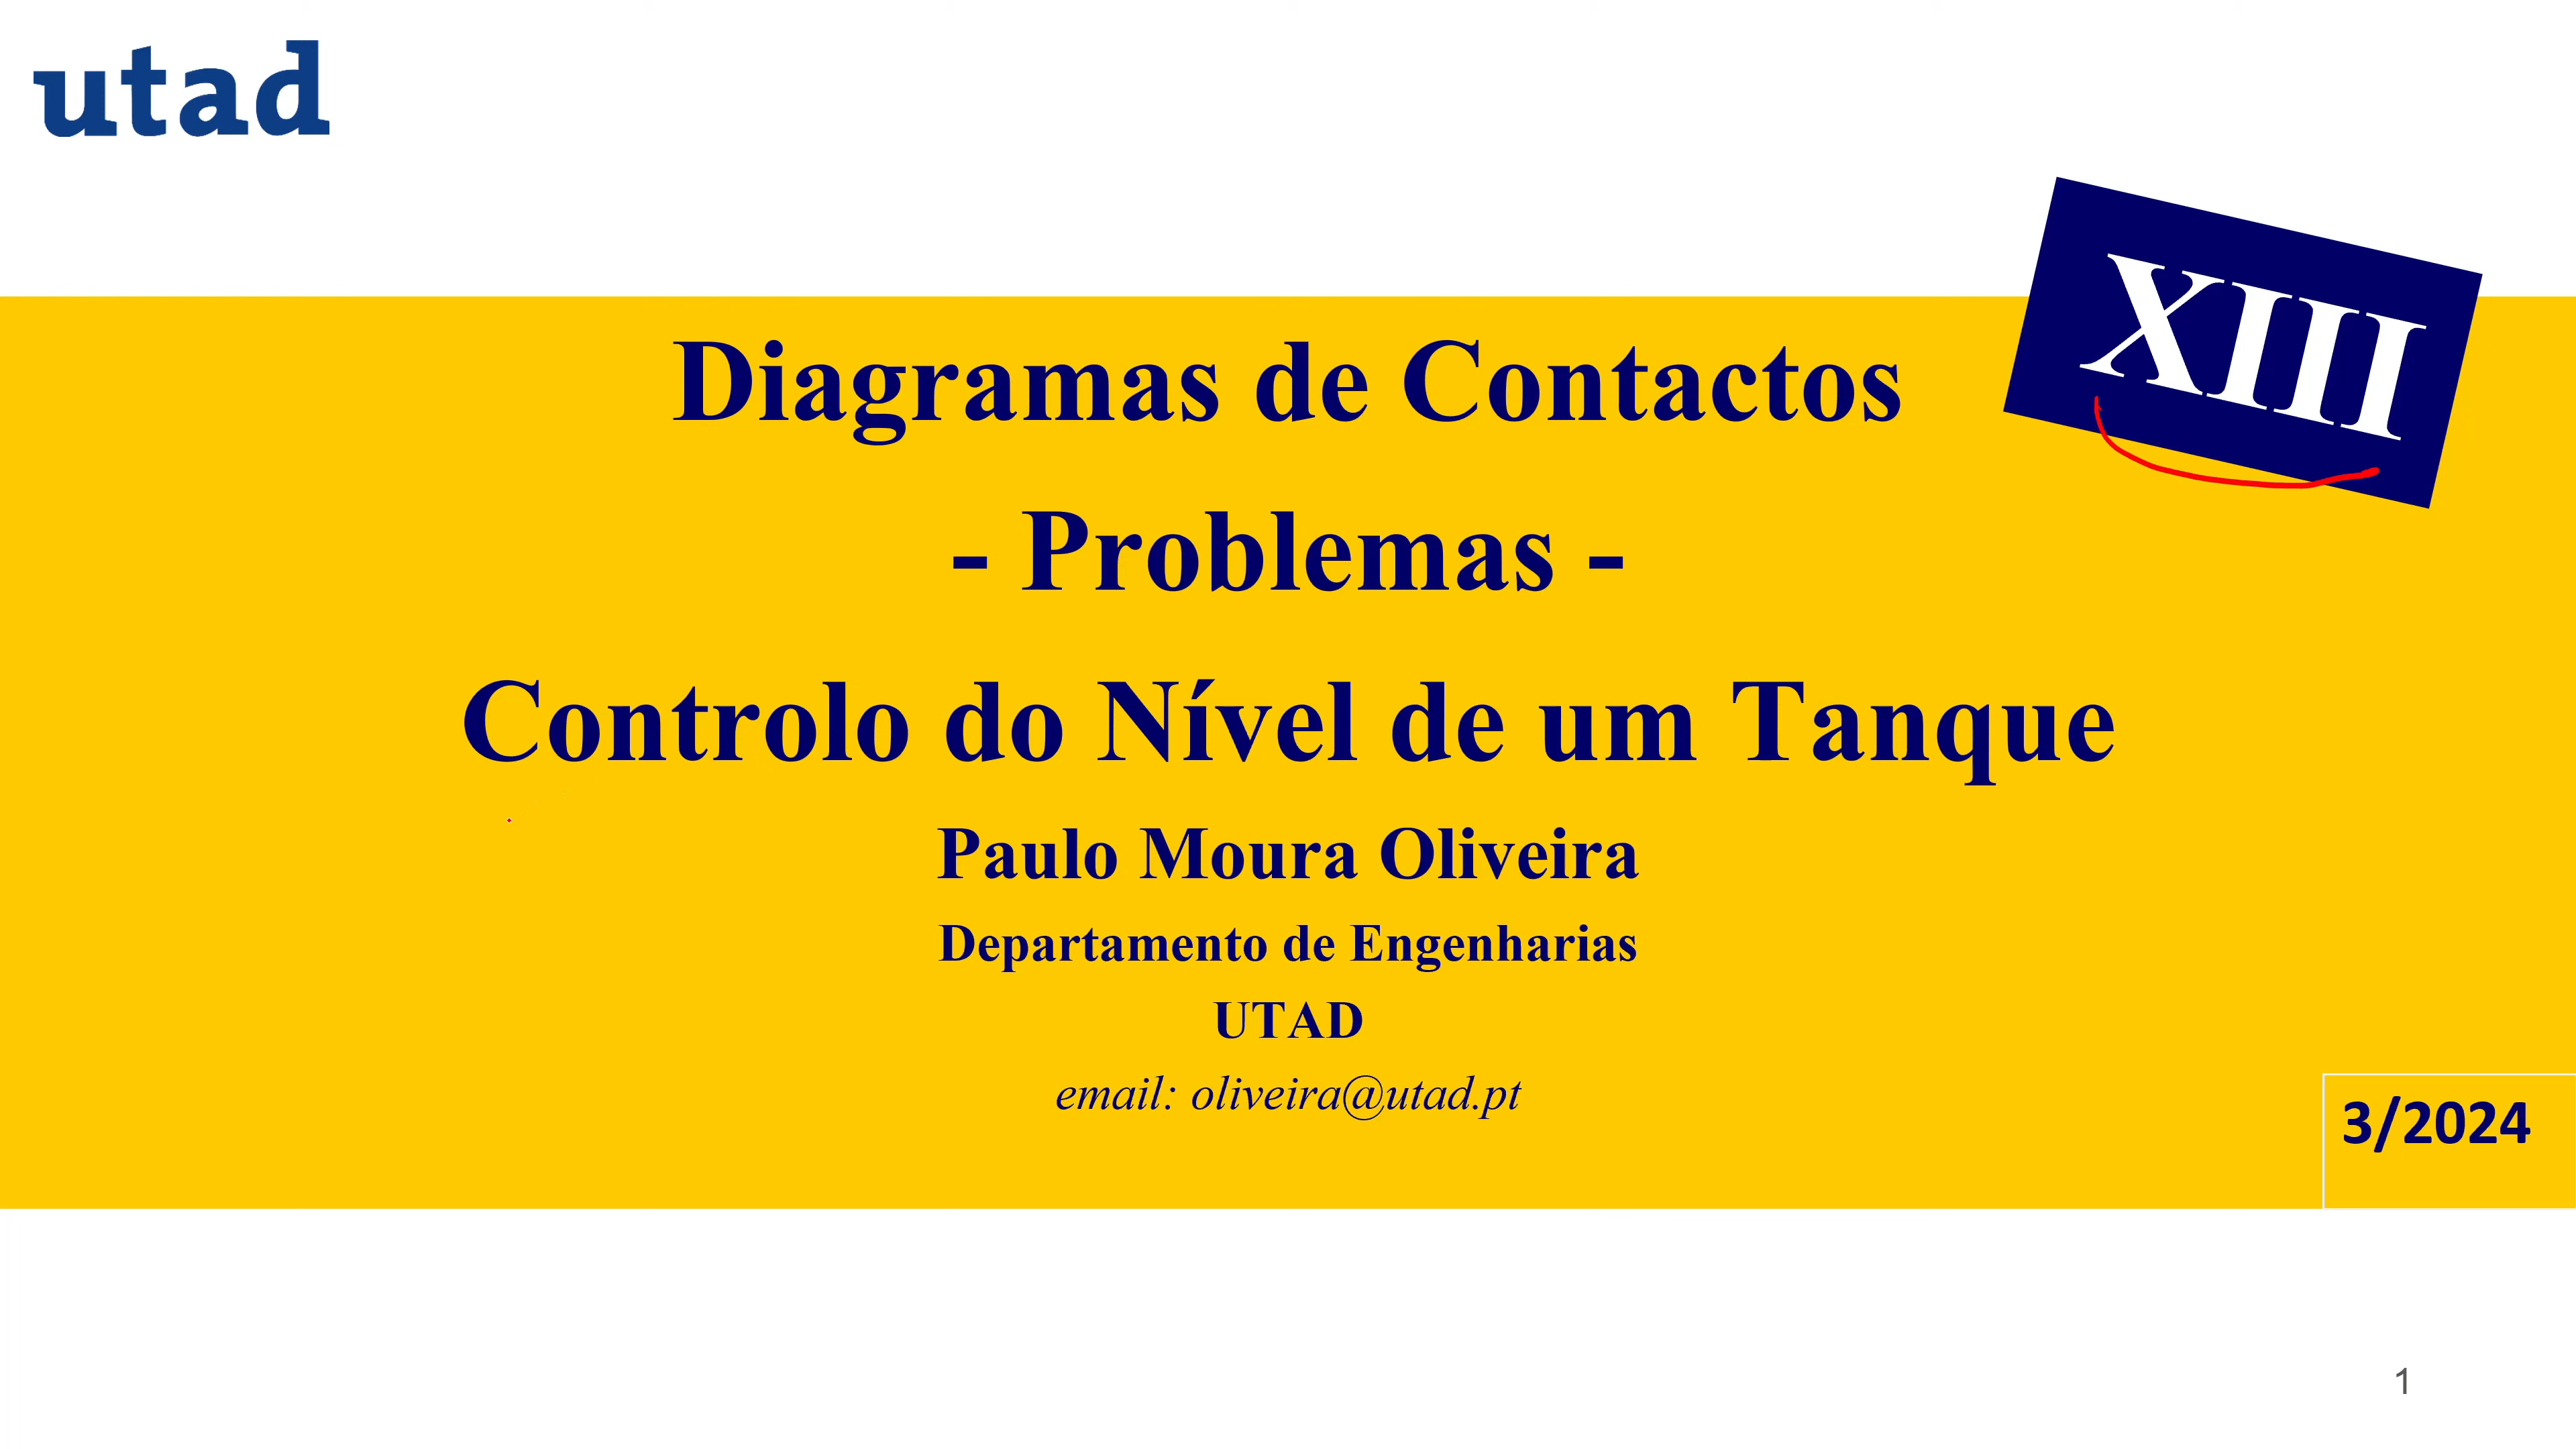 utad
XIII
Diagramas de Contactos
- Problemas -
Controlo do Nível de um Tanque
Paulo Moura Oliveira
Departamento de Engenharias
UTAD
email: oliveira@utad.pt
3/2024
1